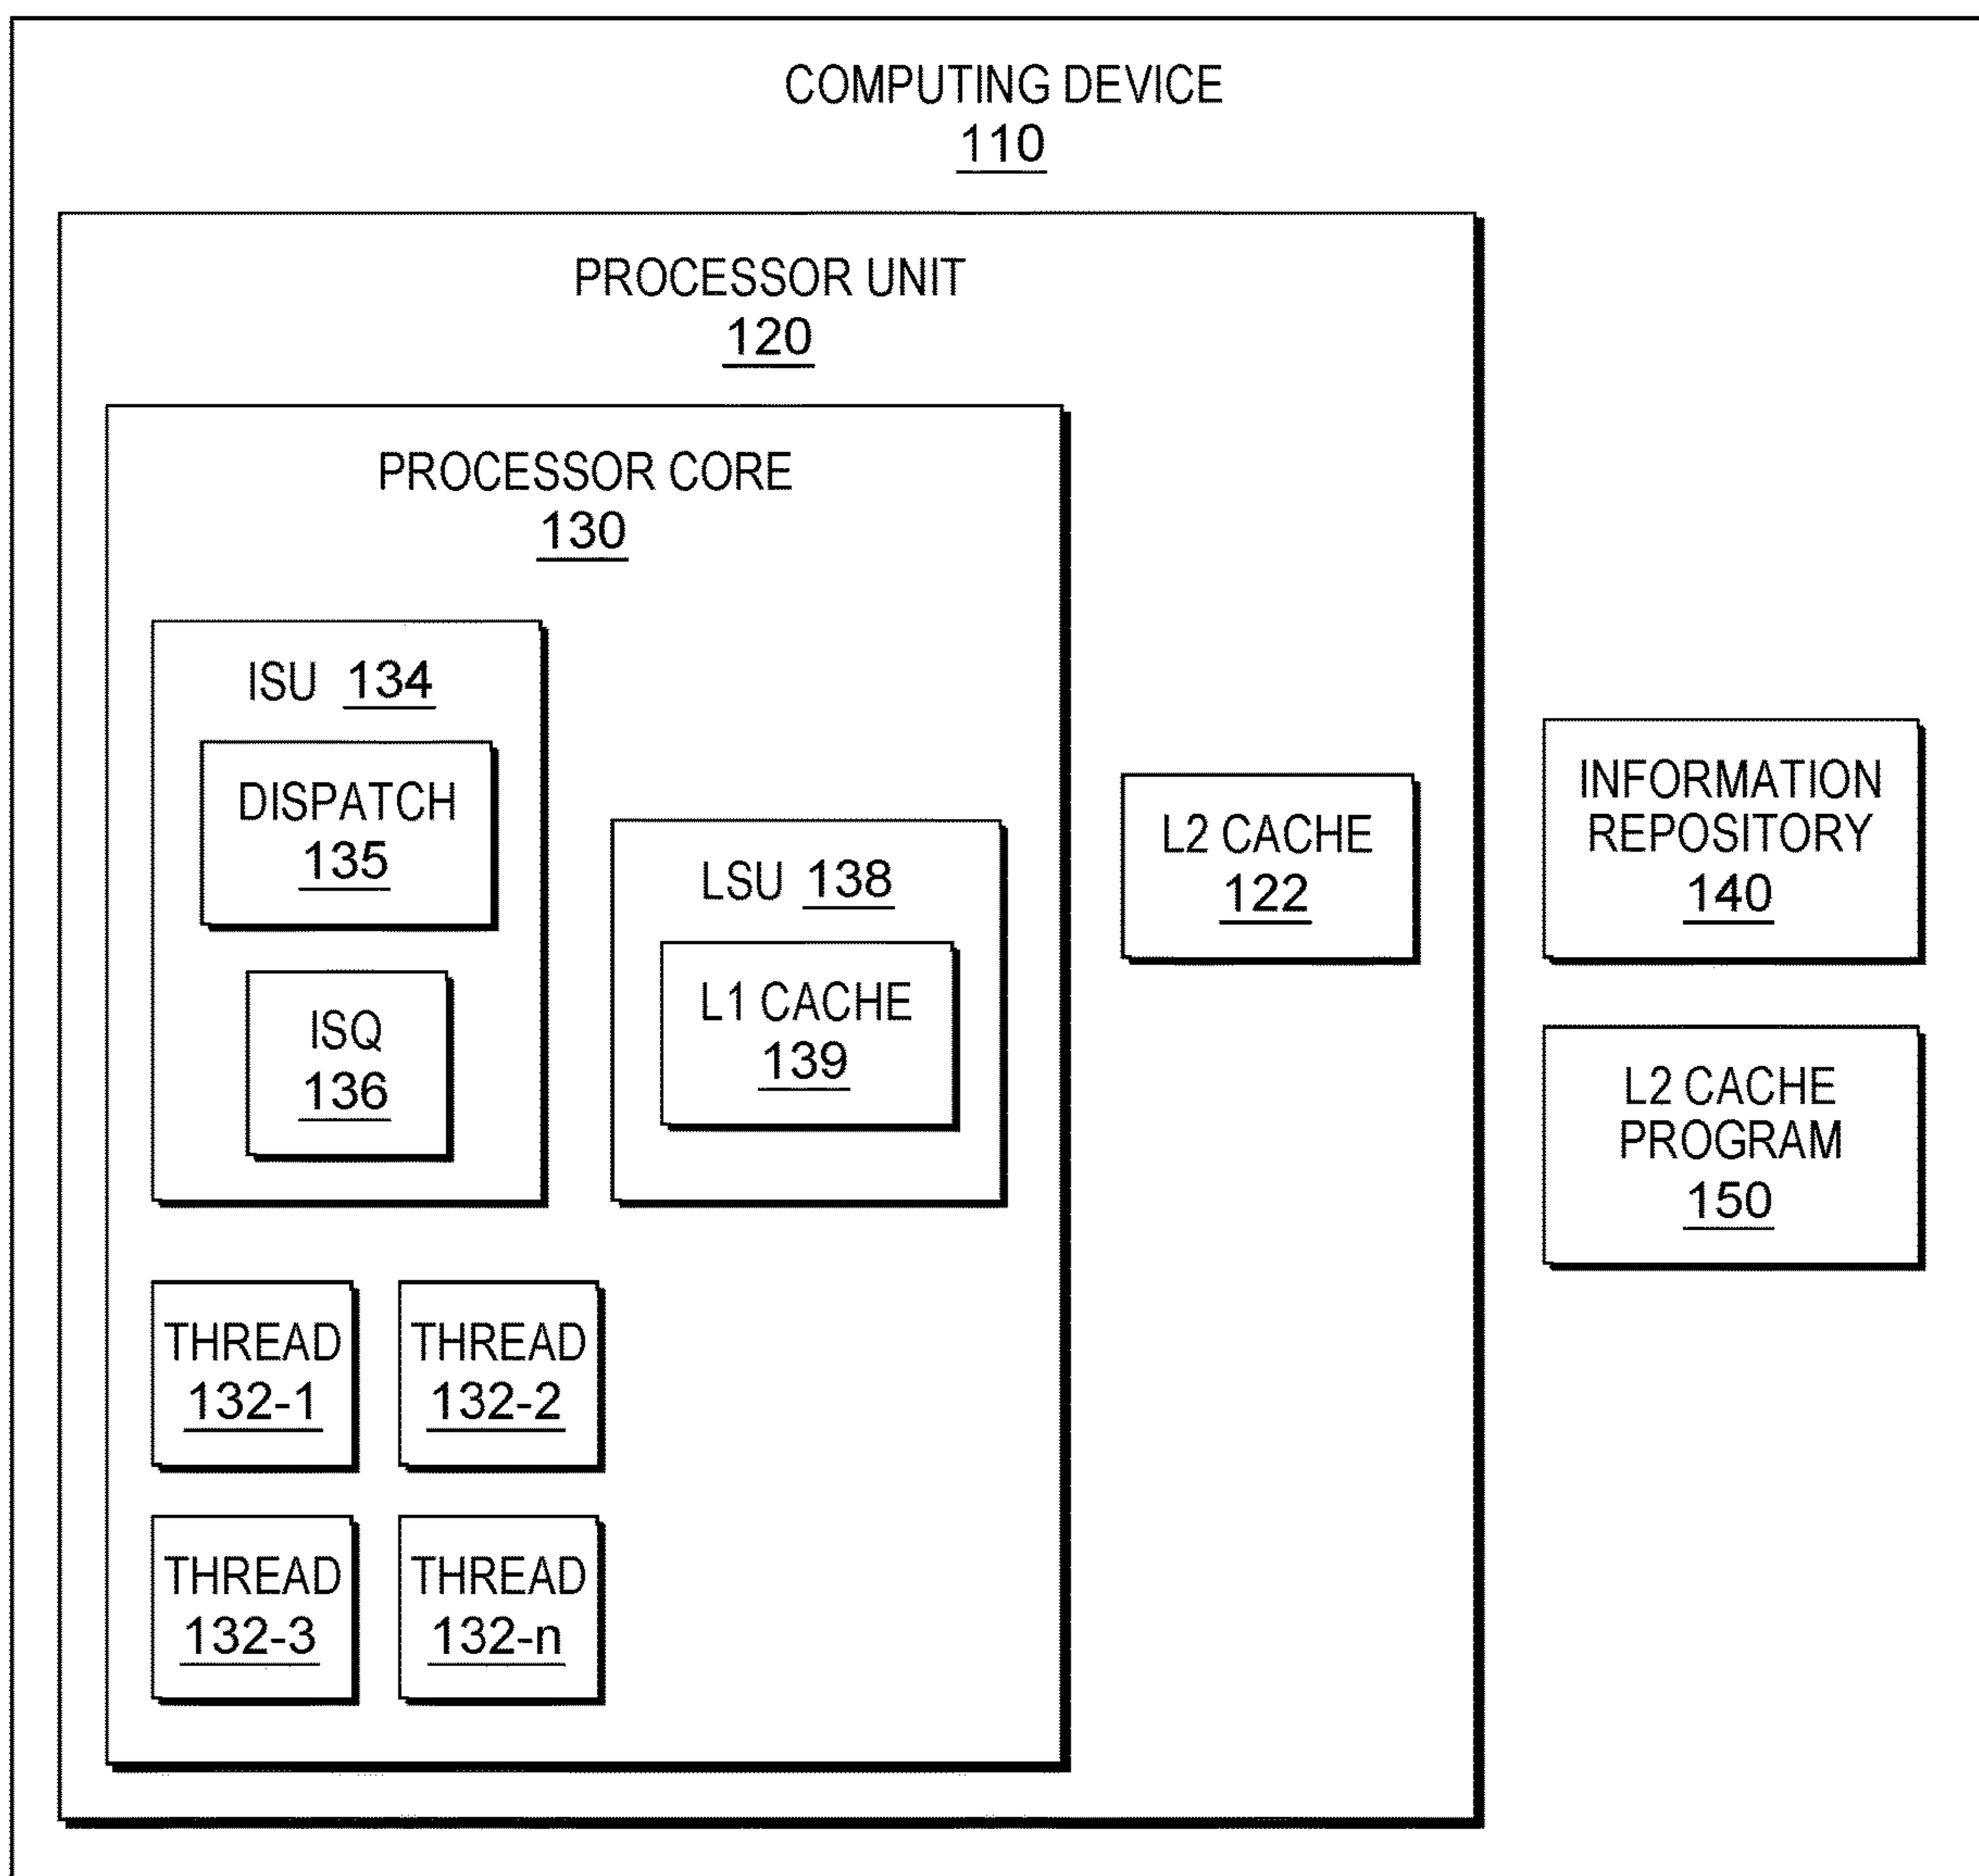 COMPUTING DEVICE
110
PROCESSOR UNIT
120
PROCESSOR CORE
130
ISU 134
DISPATCH
135
ISQ
136
LSU 138
L1 CACHE
139
THREAD
132-1
THREAD
132-2
THREAD
132-3
THREAD
132-n
L2 CACHE
122
INFORMATION
REPOSITORY
140
L2 CACHE
PROGRAM
150